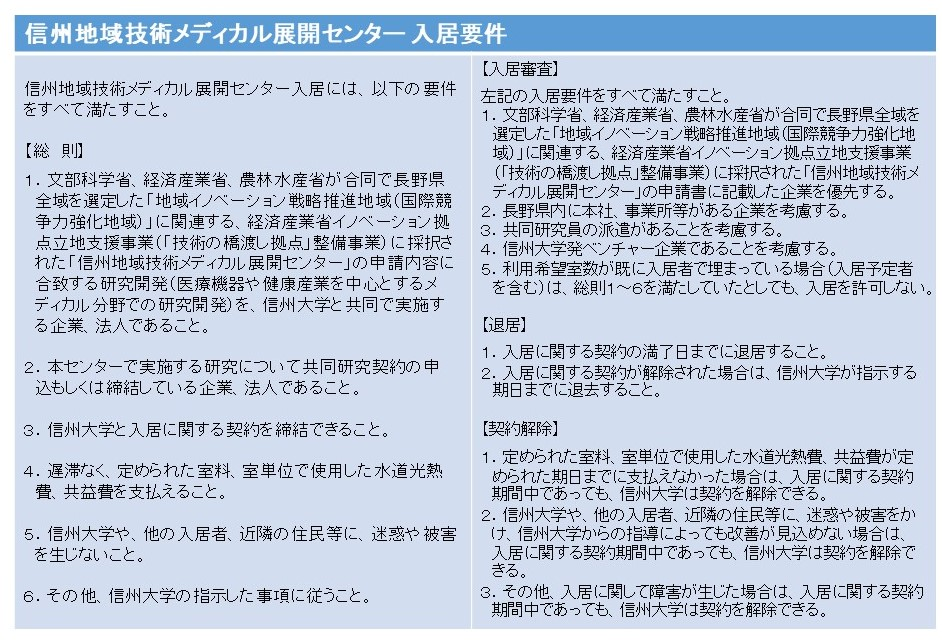 信州地域技術メディカル展開センター 入居要件
信州地域技術メディカル展開センター入居には、以下の要件
をすべて満たすこと。
【総　則】
１．文部科学省、経済産業省、農林水産省が合同で長野県
全域を選定した「地域イノベーション戦略推進地域（国際競
争力強化地域）」に関連する、経済産業省イノベーション拠
点立地支援事業（「技術の橋渡し拠点」整備事業）に採択さ
れた「信州地域技術メディカル展開センター」の申請内容に
合致する研究開発（医療機器や健康産業を中心とするメ
ディカル分野での研究開発）を、信州大学と共同で実施す
る企業、法人であること。
２．本センターで実施する研究について共同研究契約の申
込もしくは締結している企業、法人であること。
３．信州大学と入居に関する契約を締結できること。
４．遅滞なく、定められた室料、室単位で使用した水道光熱
費、共益費を支払えること。
５．信州大学や、他の入居者、近隣の住民等に、迷惑や被害
を生じないこと。
６．その他、信州大学の指示した事項に従うこと。
【入居審査】
左記の入居要件をすべて満たすこと。
１．文部科学省、経済産業省、農林水産省が合同で長野県全域を
選定した「地域イノベーション戦略推進地域（国際競争力強化地
域）」に関連する、経済産業省イノベーション拠点立地支援事業
（「技術の橋渡し拠点」整備事業）に採択された「信州地域技術メ
ディカル展開センター」の申請書に記載した企業を優先する。
２．長野県内に本社、事業所等がある企業を考慮する。
３．共同研究員の派遣があることを考慮する。
４．信州大学発ベンチャー企業であることを考慮する。
５．利用希望室数が既に入居者で埋まっている場合（入居予定者
を含む）は、総則１～６を満たしていたとしても、入居を許可しない。
【退居】
１．入居に関する契約の満了日までに退居すること。
２．入居に関する契約が解除された場合は、信州大学が指示する
期日までに退去すること。
【契約解除】
１．定められた室料、室単位で使用した水道光熱費、共益費が定
められた期日までに支払えなかった場合は、入居に関する契約
期間中であっても、信州大学は契約を解除できる。
２．信州大学や、他の入居者、近隣の住民等に、迷惑や被害をか
け、信州大学からの指導によっても改善が見込めない場合は、
入居に関する契約期間中であっても、信州大学は契約を解除で
きる。
３．その他、入居に関して障害が生じた場合は、入居に関する契約
期間中であっても、信州大学は契約を解除できる。